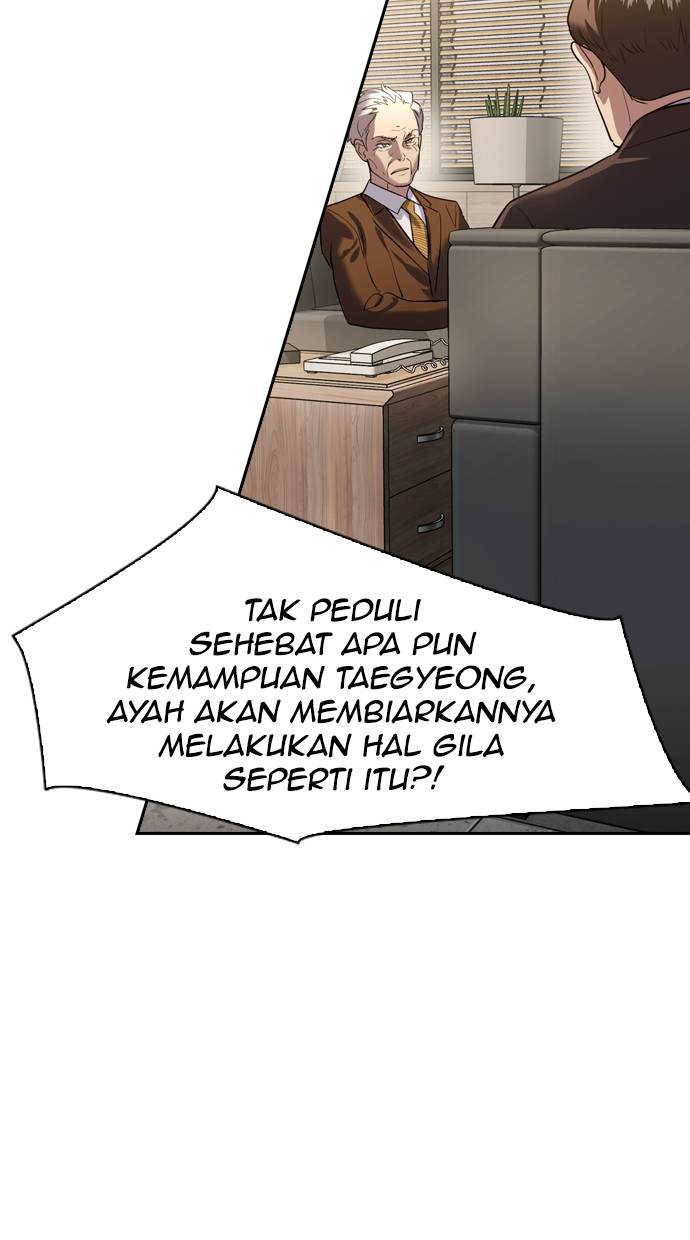 TAK PEDULI
SEHEBAT APA PUN
KEMAMPUAN TAEGYEONG,
AYAH AKAN MEMBIARKANNYA
MELAKUKAN HAL GILA
SEPERTI ITU?!